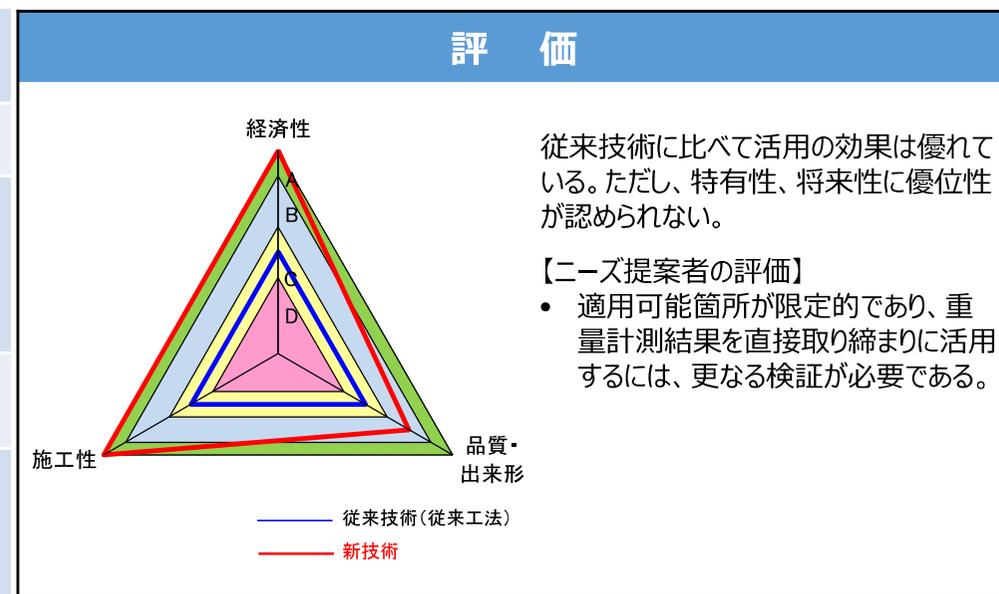 評　価
経済性
A
B
C
D
施工性
品質・
出来形
従来技術（従来工法）
新技術
従来技術に比べて活用の効果は優れて
いる。ただし、特有性、将来性に優位性
が認められない。
【ニーズ提案者の評価】
• 適用可能箇所が限定的であり、重
量計測結果を直接取り締まりに活用
するには、更なる検証が必要である。